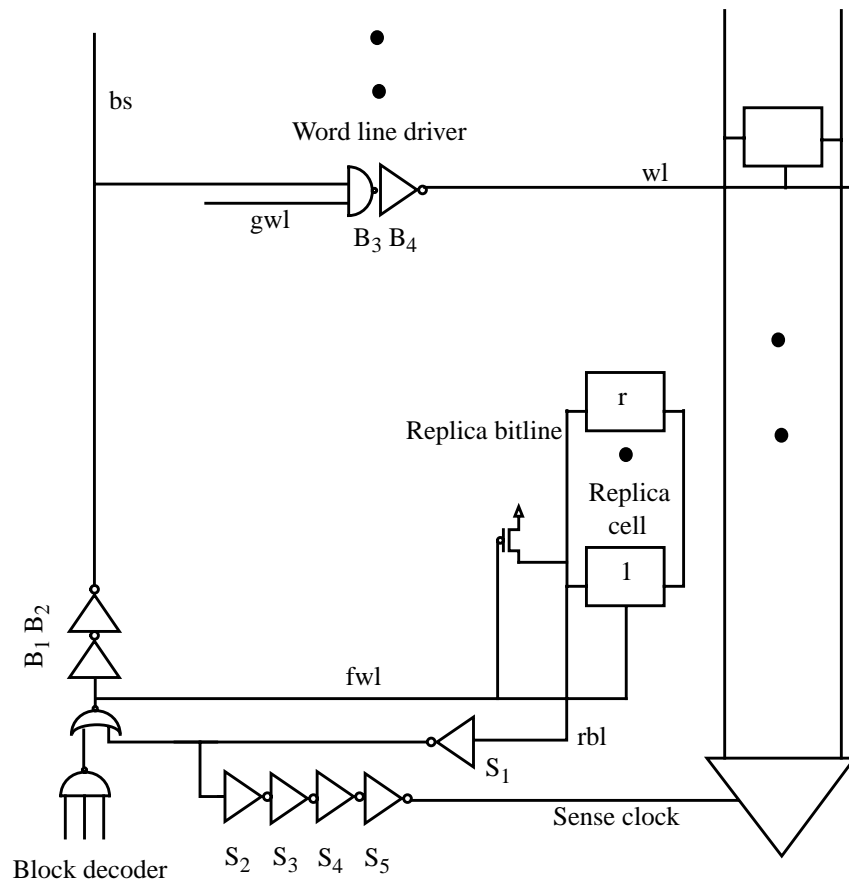 bs
Word line driver
wl
gwl
B3 B4
r
Replica bitline
Replica
cell
1
B1 B2
fwl
rbl
S1
Sense clock
S2 S3 S4 S5
Block decoder